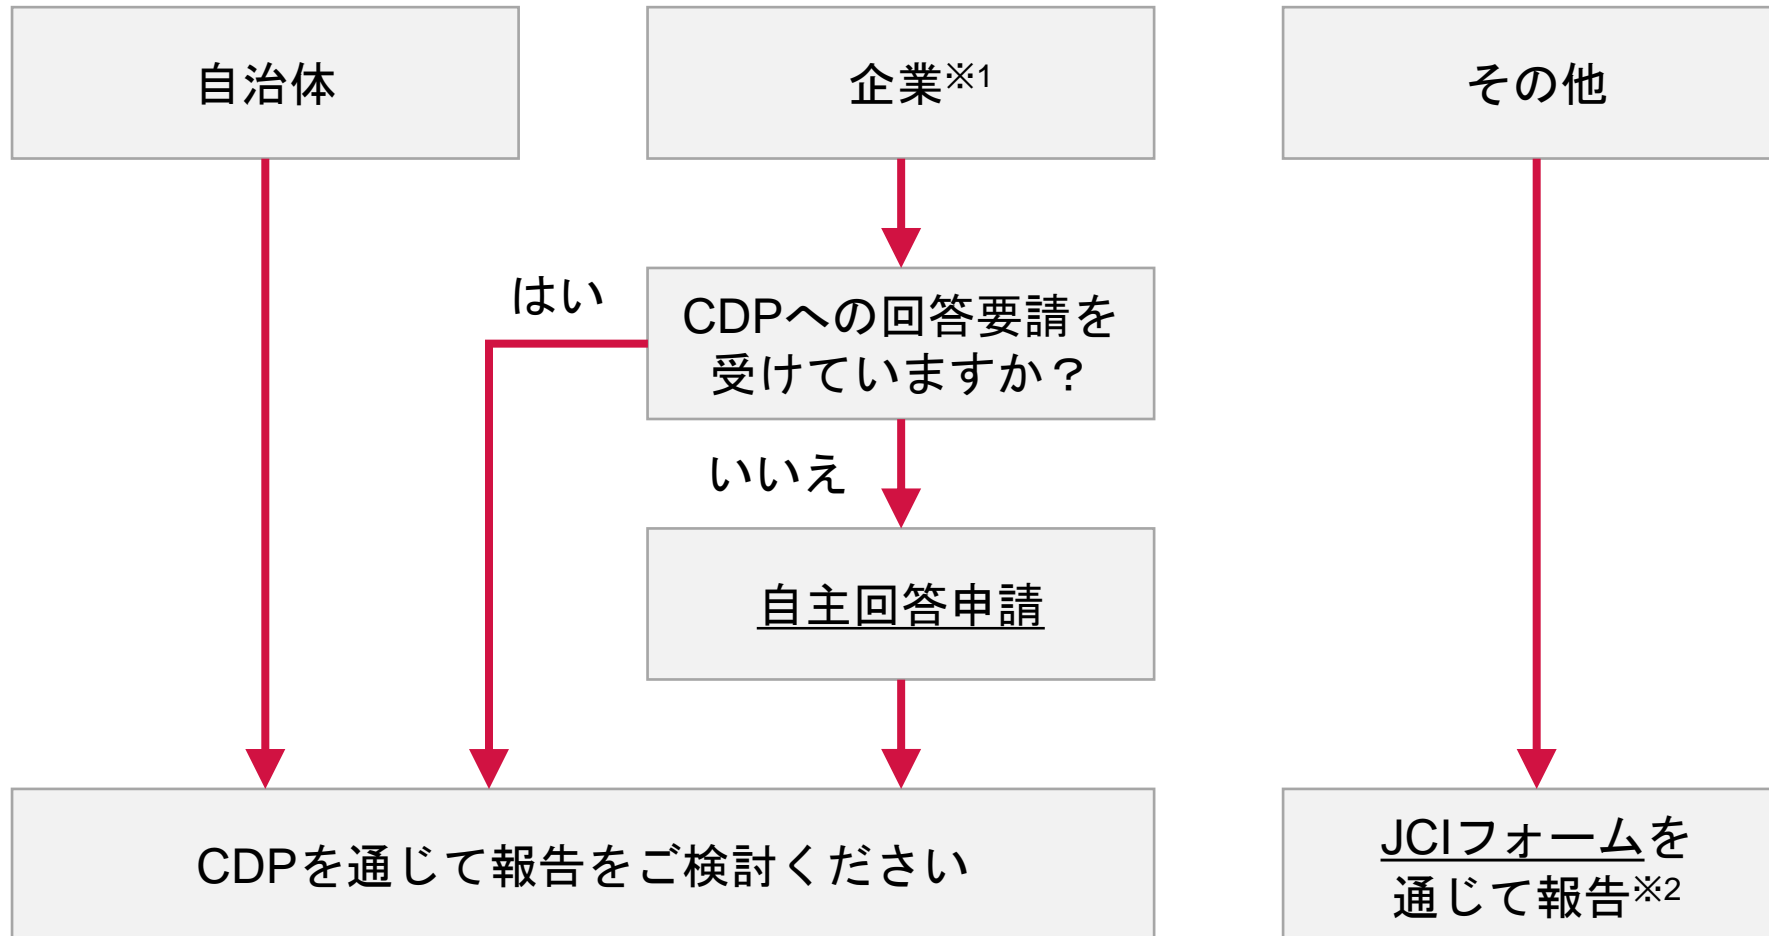 自治体
企業※1
その他
はい
CDPへの回答要請を
受けていますか？
いいえ
自主回答申請
CDPを通じて報告をご検討ください
JCIフォームを
通じて報告※2